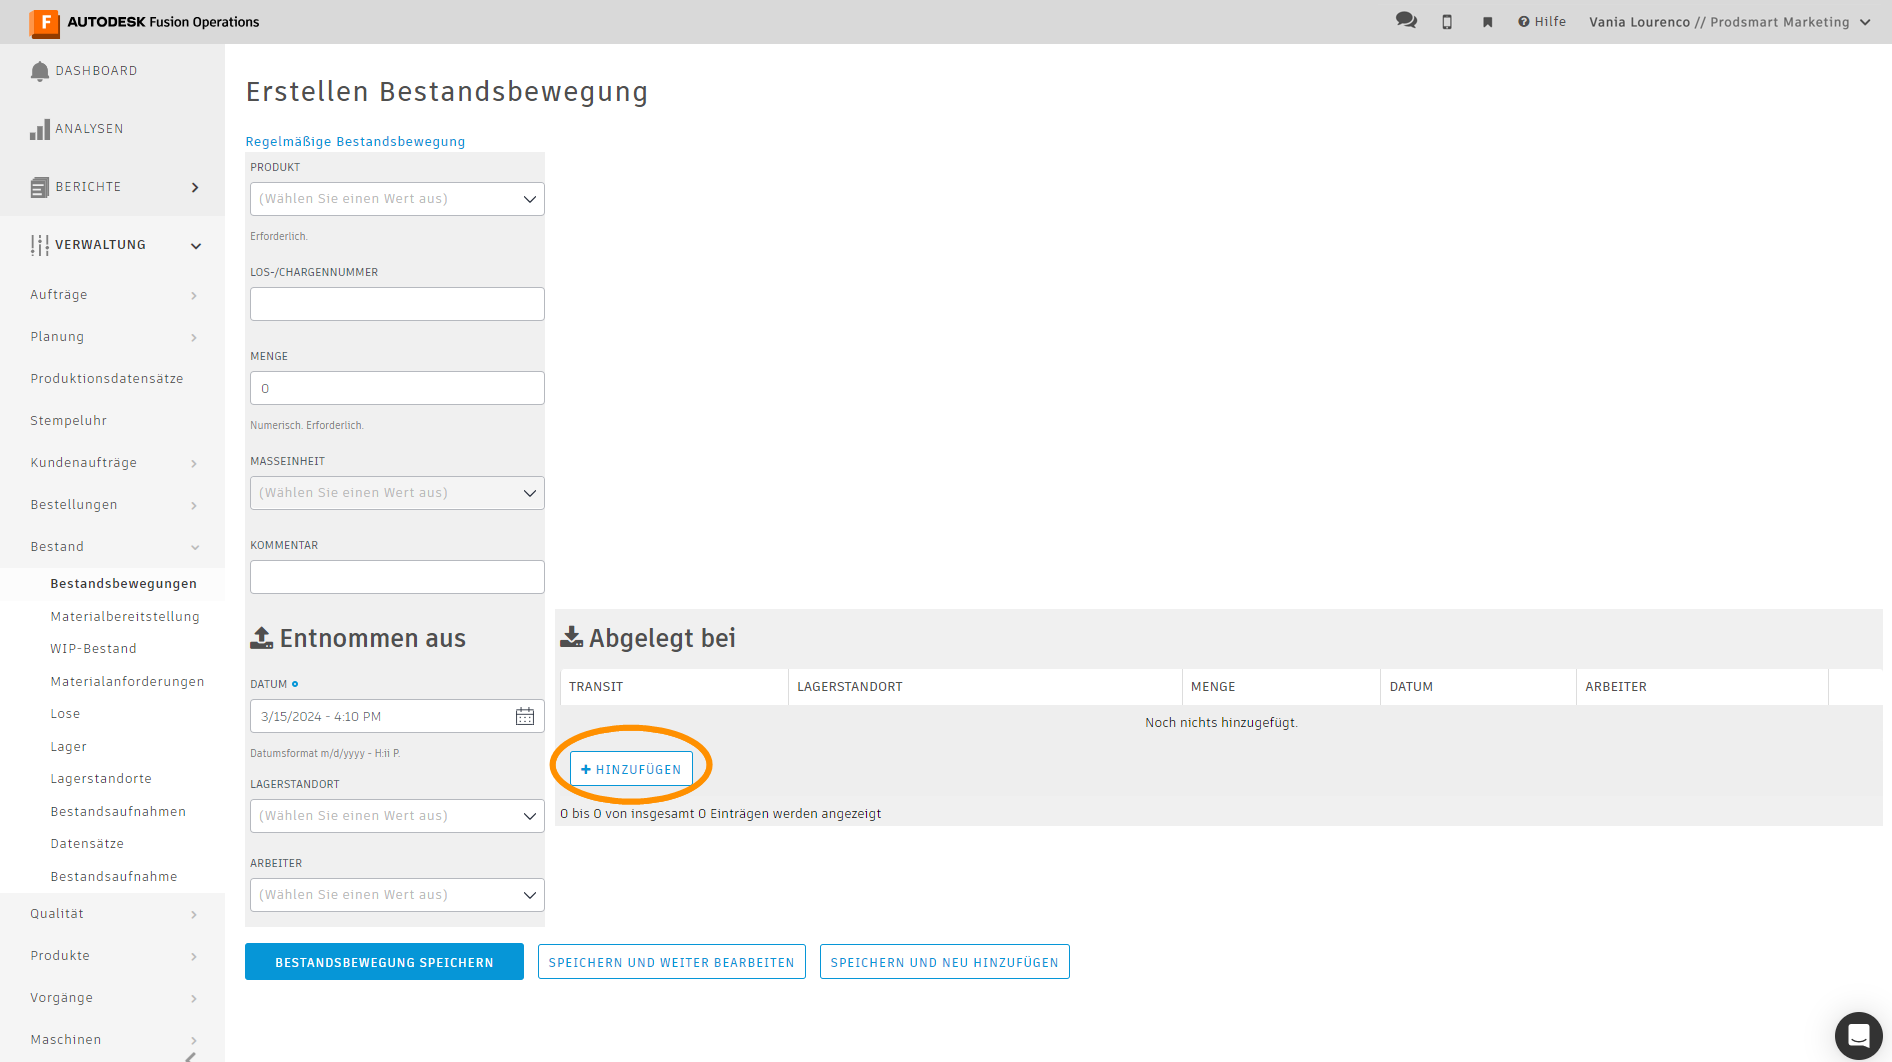 AUTODESK Fusion Operations
Hilfe
Vania Lourenco // Prodsmart Marketing
DASHBOARD
ANALYSEN
BERICHTE
VERWALTUNG
Aufträge
Planung
Produktionsdatensätze
Stempeluhr
Kundenaufträge
Bestellungen
Bestand
Bestandsbewegungen
Materialbereitstellung
WIP-Bestand
Materialanforderungen
Lose
Lager
Lagerstandorte
Bestandsaufnahmen
Datensätze
Bestandsaufnahme
Qualität
Produkte
Vorgänge
Maschinen
Erstellen Bestandsbewegung
Regelmäßige Bestandsbewegung
PRODUKT
(Wählen Sie einen Wert aus)
Erforderlich.
LOS-/CHARGENNUMMER
MENGE
0
Numerisch. Erforderlich.
MASSEINHEIT
(Wählen Sie einen Wert aus)
KOMMENTAR
Entnommen aus
DATUM
3/15/2024 - 4:10 PM
Datumsformat m/d/yyyy - H:ii P.
LAGERSTANDORT
(Wählen Sie einen Wert aus)
ARBEITER
(Wählen Sie einen Wert aus)
Abgelegt bei
TRANSIT LAGERSTANDORT MENGE DATUM ARBEITER
Noch nichts hinzugefügt.
+ HINZUFÜGEN
0 bis 0 von insgesamt 0 Einträgen werden angezeigt
BESTANDSBEWEGUNG SPEICHERN
SPEICHERN UND WEITER BEARBEITEN
SPEICHERN UND NEU HINZUFÜGEN